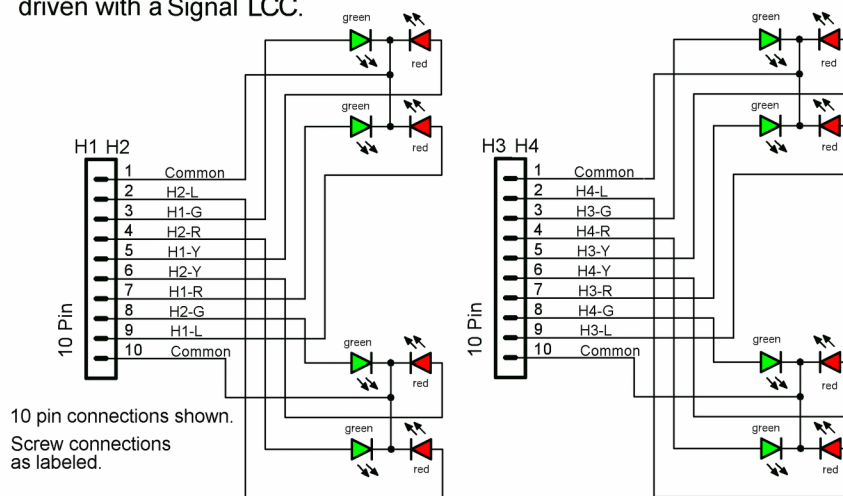 driven with a Signal LCC.
green
red
green
red
H1 H2
1 Common
2 H2-L
3 H1-G
4 H2-R
5 H1-Y
6 H2-Y
7 H1-R
8 H2-G
9 H1-L
10 Common
10 Pin
green
red
green
red
10 pin connections shown.
Screw connections
as labeled.
green
red
green
red
H3 H4
1 Common
2 H4-L
3 H3-G
4 H4-R
5 H3-Y
6 H4-Y
7 H3-R
8 H4-G
9 H3-L
10 Common
10 Pin
green
red
green
red